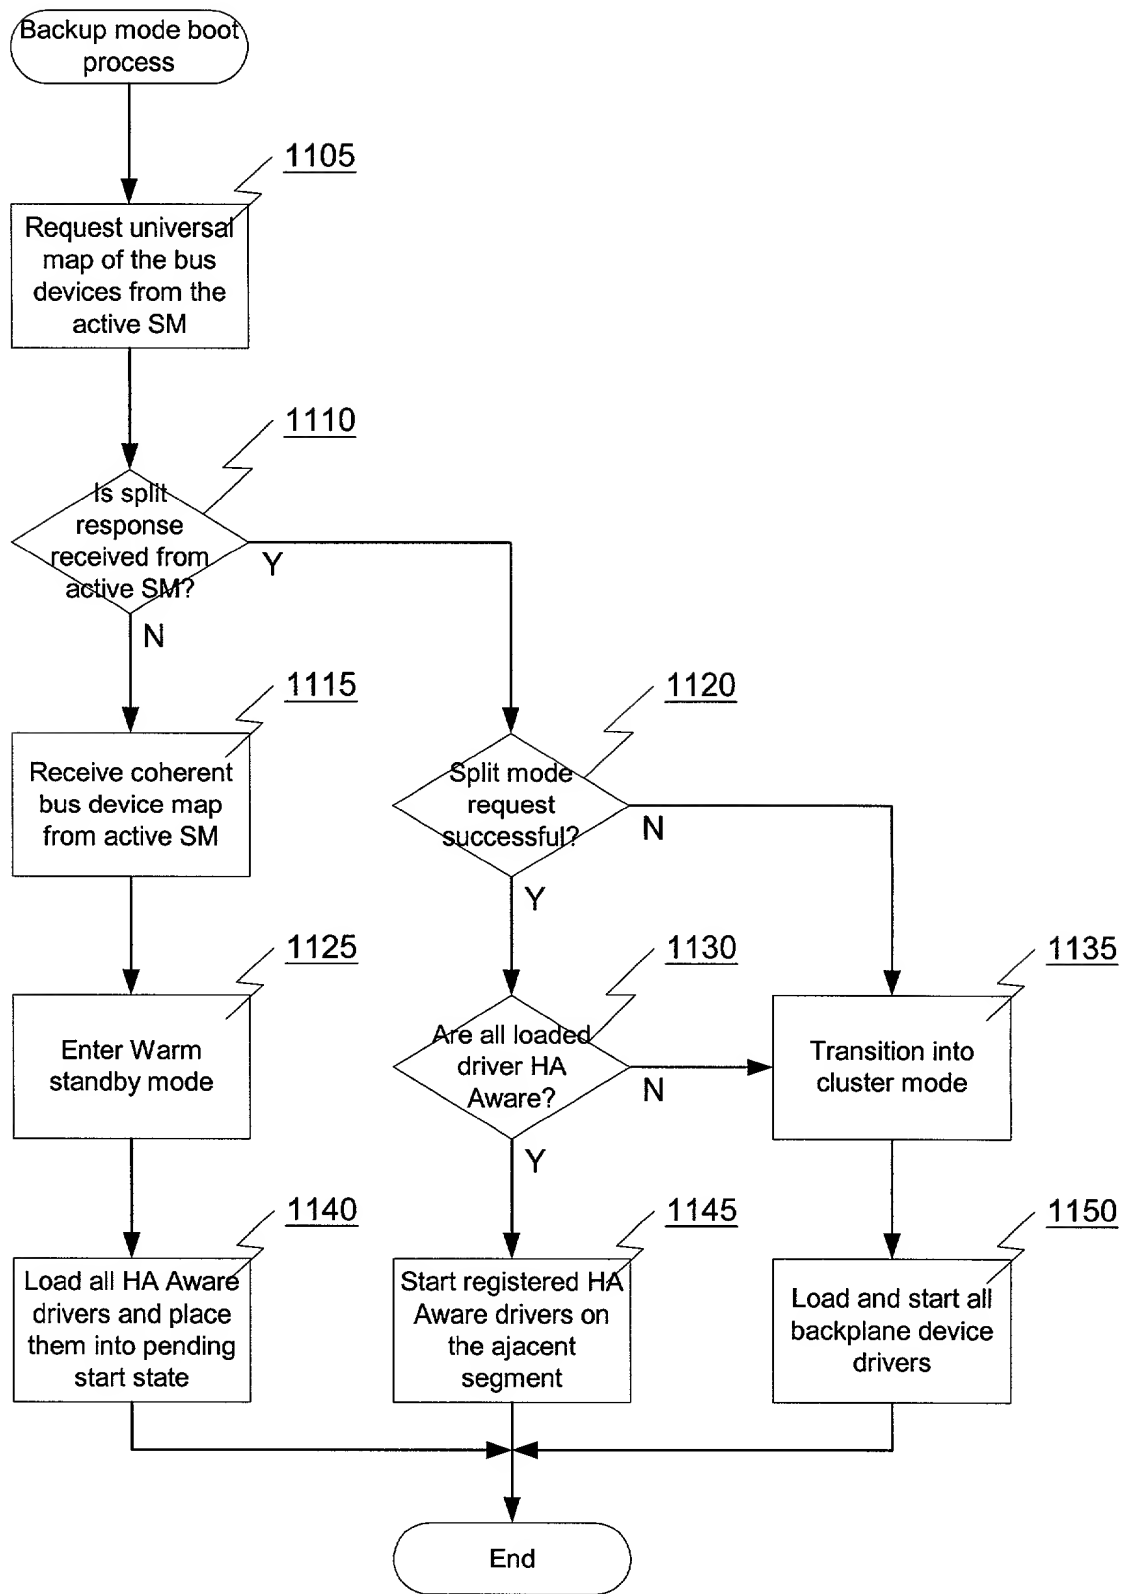 Backup mode boot
process
1105
Request universal
map of the bus
devices from the
active SM
1110
Is split
response
received from
active SM?
Y
N
1115
Receive coherent
bus device map
from active SM
1120
Split mode
request
successful?
N
Y
1125
Enter Warm
standby mode
1130
Are all loaded
driver HA
Aware?
N
Y
1135
Transition into
cluster mode
1140
Load all HA Aware
drivers and place
them into pending
start state
1145
Start registered HA
Aware drivers on
the ajacent
segment
1150
Load and start all
backplane device
drivers
End